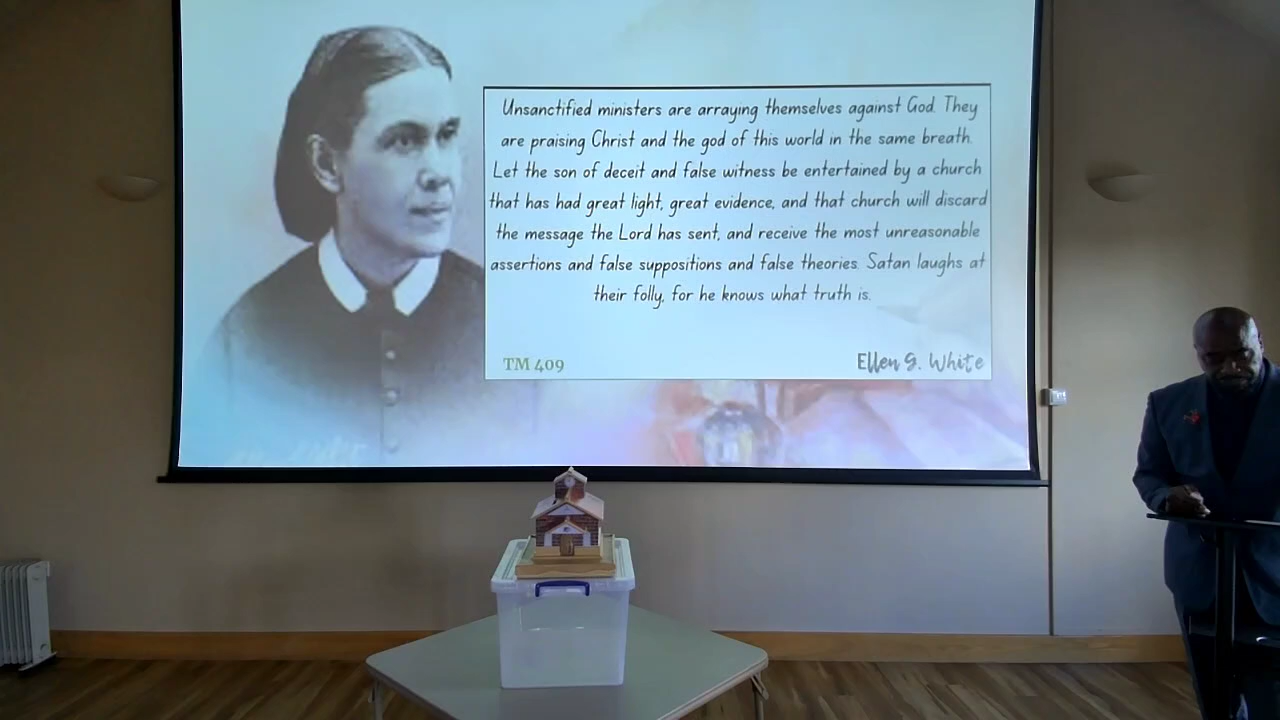 Unsanctified ministers are arraying themselves against God. They
are praising Christ and the god of this world in the same breath.
Let the son of deceit and false witness be entertained by a church
that has had great light, great evidence, and that church will discard
the message the Lord has sent, and receive the most unreasonable
assertions and false suppositions and false theories. Satan laughs at
their folly, for he knows what truth is.
TM 409
Ellen G. White